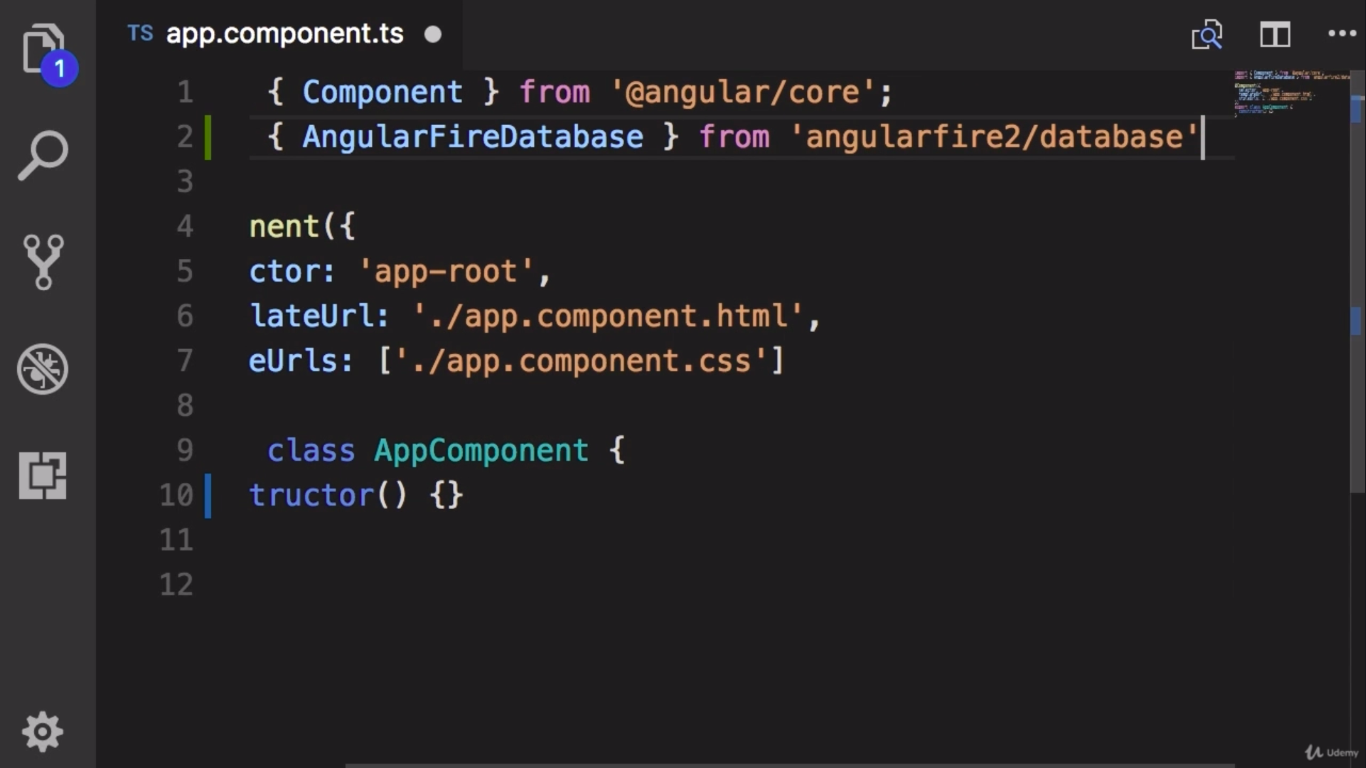 TS app.component.ts
1
1 { Component } from '@angular/core';
2 { AngularFireDatabase } from 'angularfire2/database'
3
4 nent({
5 ctor: 'app-root',
6 lateUrl: './app.component.html',
7 eUrls: ['./app.component.css']
8
9 class AppComponent {
10 tructor() {}
11
12
Udemy